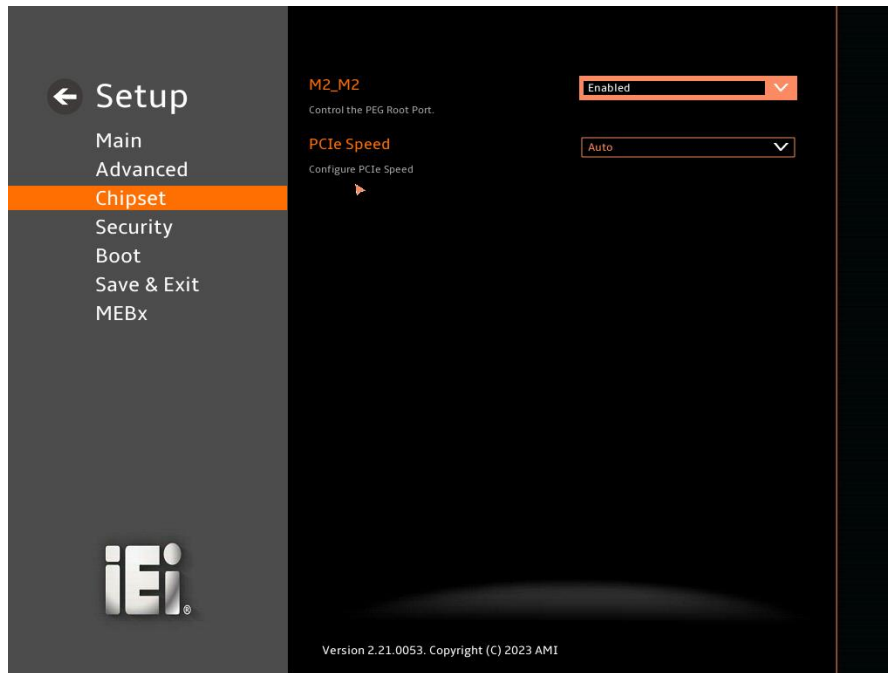 Setup
Main
Advanced
Chipset
Security
Boot
Save & Exit
MEBx
M2_M2
Enabled
Control the PEG Root Port.
PCIe Speed
Auto
Configure PCIe Speed
iEi®
Version 2.21.0053. Copyright (C) 2023 AMI